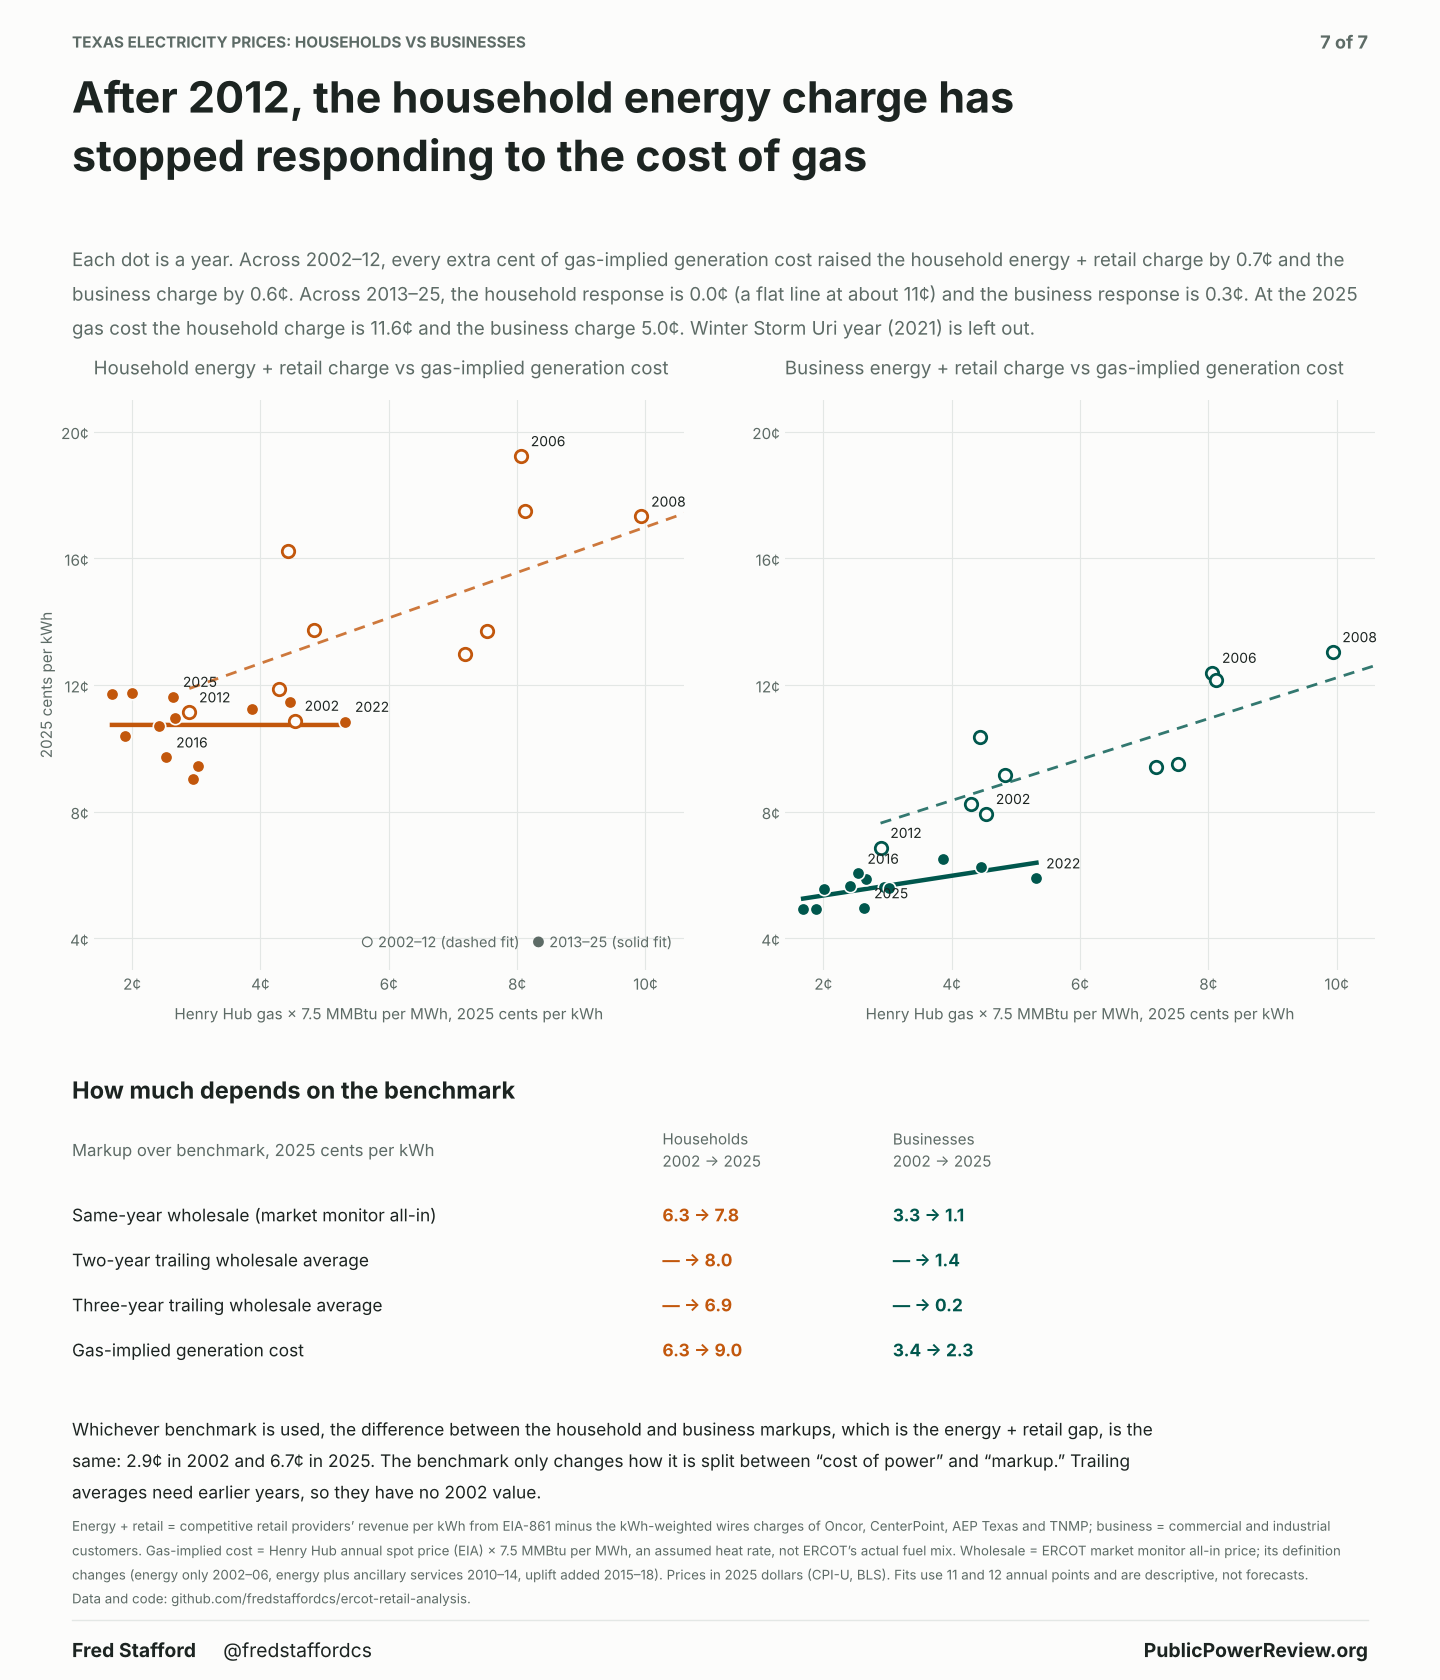 TEXAS ELECTRICITY PRICES: HOUSEHOLDS VS BUSINESSES
7 of 7
After 2012, the household energy charge has
stopped responding to the cost of gas
Each dot is a year. Across 2002–12, every extra cent of gas-implied generation cost raised the household energy + retail charge by 0.7¢ and the
business charge by 0.6¢. Across 2013–25, the household response is 0.0¢ (a flat line at about 11¢) and the business response is 0.3¢. At the 2025
gas cost the household charge is 11.6¢ and the business charge 5.0¢. Winter Storm Uri year (2021) is left out.
Household energy + retail charge vs gas-implied generation cost
2025 cents per kWh
20¢
16¢
12¢
8¢
4¢
2006
2008
2025
2012
2002
2022
2016
2002–12 (dashed fit)
2013–25 (solid fit)
2¢
4¢
6¢
8¢
10¢
Henry Hub gas × 7.5 MMBtu per MWh, 2025 cents per kWh
Business energy + retail charge vs gas-implied generation cost
20¢
16¢
12¢
8¢
4¢
2008
2006
2002
2012
2016
2022
2025
2¢
4¢
6¢
8¢
10¢
Henry Hub gas × 7.5 MMBtu per MWh, 2025 cents per kWh
How much depends on the benchmark
Markup over benchmark, 2025 cents per kWh
Households
2002 → 2025
Businesses
2002 → 2025
Same-year wholesale (market monitor all-in)
6.3 → 7.8
3.3 → 1.1
Two-year trailing wholesale average
— → 8.0
— → 1.4
Three-year trailing wholesale average
— → 6.9
— → 0.2
Gas-implied generation cost
6.3 → 9.0
3.4 → 2.3
Whichever benchmark is used, the difference between the household and business markups, which is the energy + retail gap, is the
same: 2.9¢ in 2002 and 6.7¢ in 2025. The benchmark only changes how it is split between “cost of power” and “markup.” Trailing
averages need earlier years, so they have no 2002 value.
Energy + retail = competitive retail providers’ revenue per kWh from EIA-861 minus the kWh-weighted wires charges of Oncor, CenterPoint, AEP Texas and TNMP; business = commercial and industrial
customers. Gas-implied cost = Henry Hub annual spot price (EIA) × 7.5 MMBtu per MWh, an assumed heat rate, not ERCOT’s actual fuel mix. Wholesale = ERCOT market monitor all-in price; its definition
changes (energy only 2002–06, energy plus ancillary services 2010–14, uplift added 2015–18). Prices in 2025 dollars (CPI-U, BLS). Fits use 11 and 12 annual points and are descriptive, not forecasts.
Data and code: github.com/fredstaffordcs/ercot-retail-analysis.
Fred Stafford
@fredstaffordcs
PublicPowerReview.org